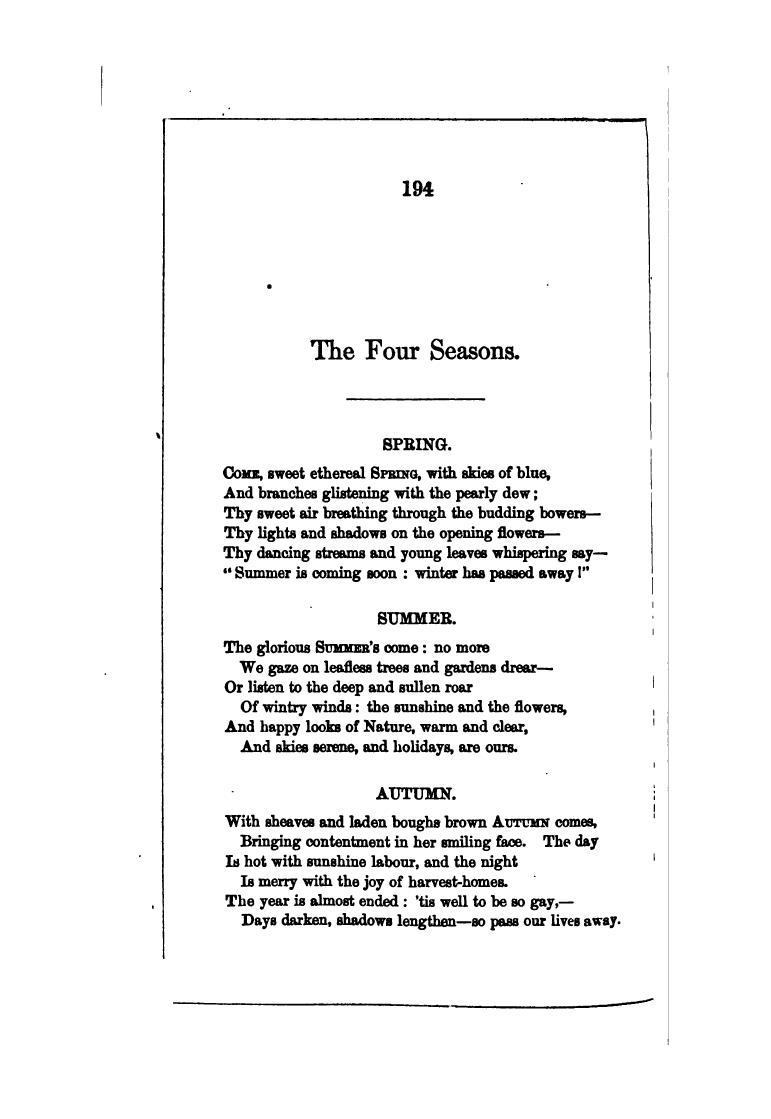 194
The Four Seasons.
SPRING.
COME, sweet ethereal SPRING, with skies of blue,
And branches glistening with the pearly dew;
Thy sweet air breathing through the budding bowers—
Thy lights and shadows on the opening flowers—
Thy dancing streams and young leaves whispering say—
"Summer is coming soon: winter has passed away!"
SUMMER.
The glorious SUMMER's come: no more
We gaze on leafless trees and gardens drear—
Or listen to the deep and sullen roar
Of wintry winds: the sunshine and the flowers,
And happy looks of Nature, warm and clear,
And skies serene, and holidays, are ours.
AUTUMN.
With sheaves and laden boughs brown AUTUMN comes,
Bringing contentment in her smiling face. The day
Is hot with sunshine labour, and the night
Is merry with the joy of harvest-homes.
The year is almost ended: 'tis well to be so gay,—
Days darken, shadows lengthen—so pass our lives away.